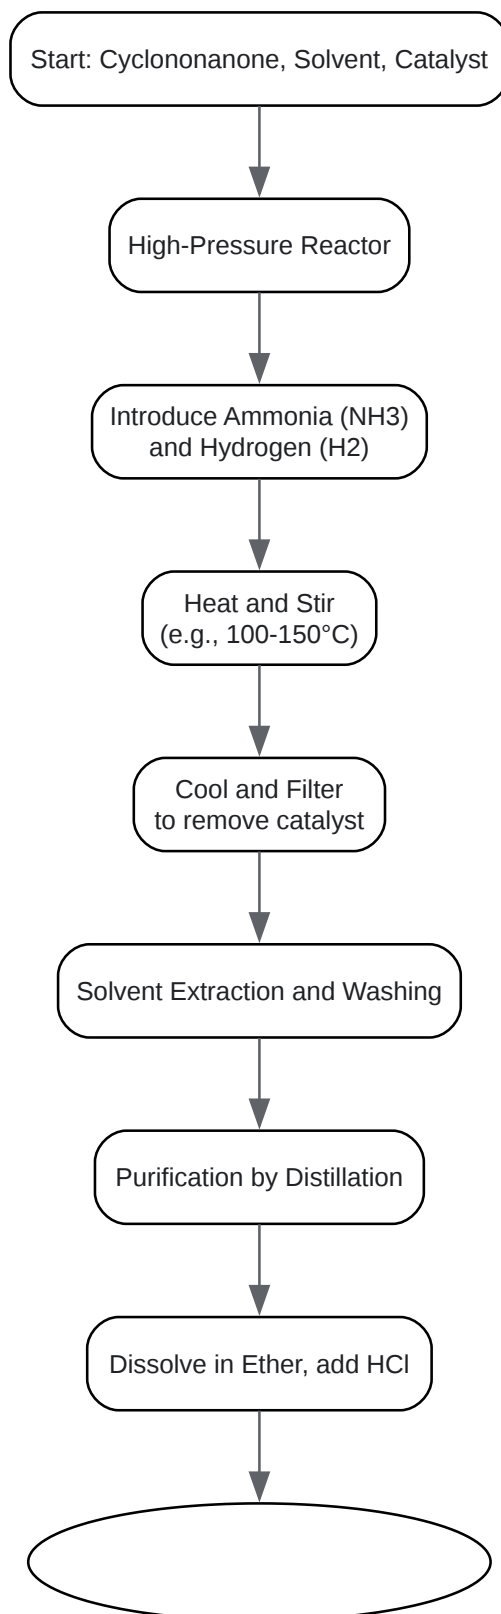 Start: Cyclononanone, Solvent, Catalyst
High-Pressure Reactor
Introduce Ammonia (NH3)
and Hydrogen (H2)
Heat and Stir
(e.g., 100-150°C)
Cool and Filter
to remove catalyst
Solvent Extraction and Washing
Purification by Distillation
Dissolve in Ether, add HCl